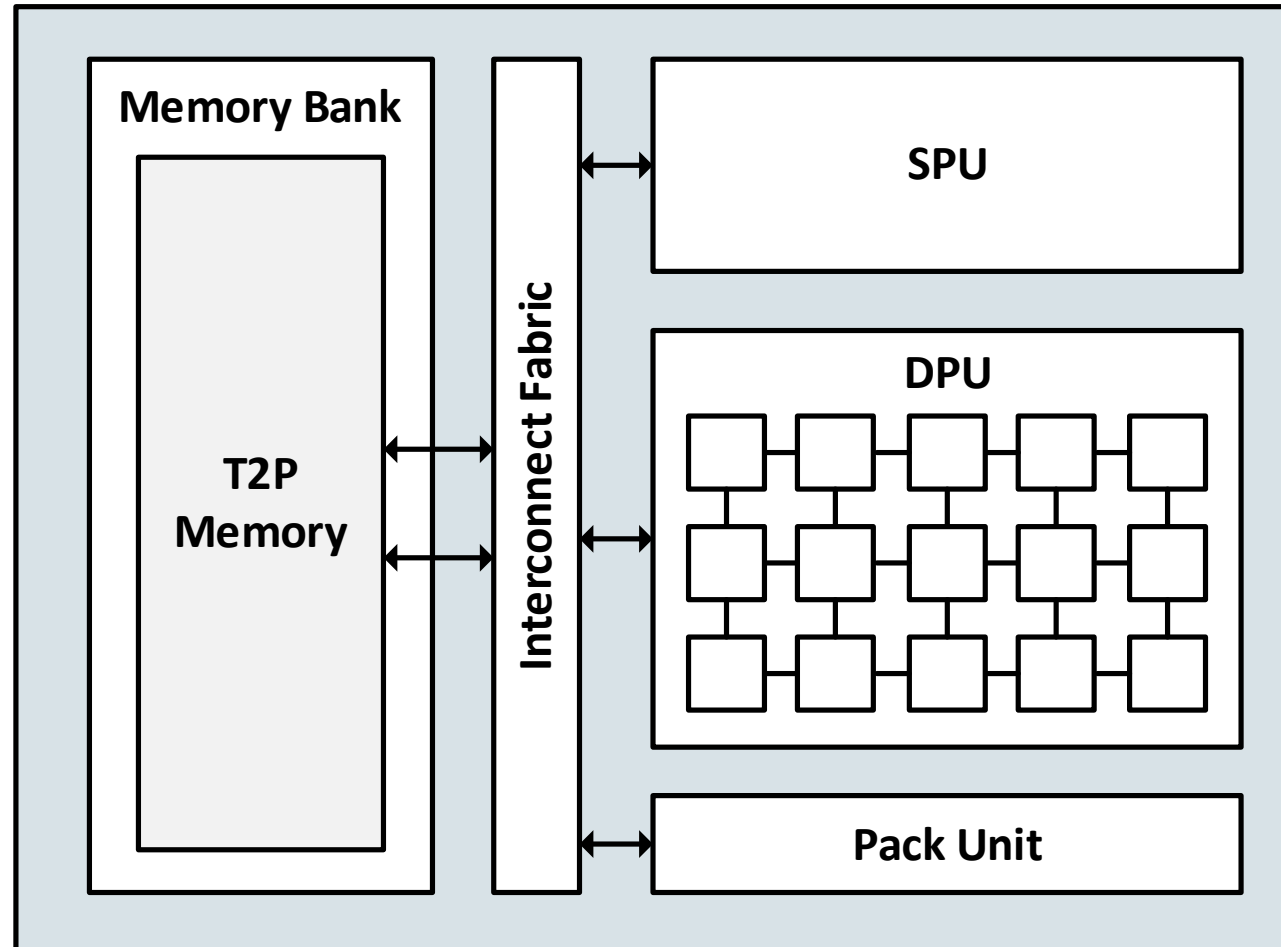 Memory Bank
T2P
Memory
Interconnect Fabric
SPU
DPU
Pack Unit